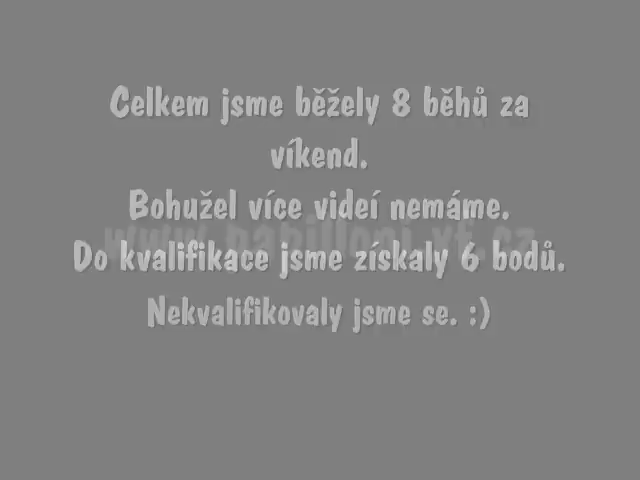 Celkem jsme běžely 8 běhů za
víkend.
Bohužel více videí nemáme.
Do kvalifikace jsme získaly 6 bodů.
Nekvalifikovaly jsme se. :)